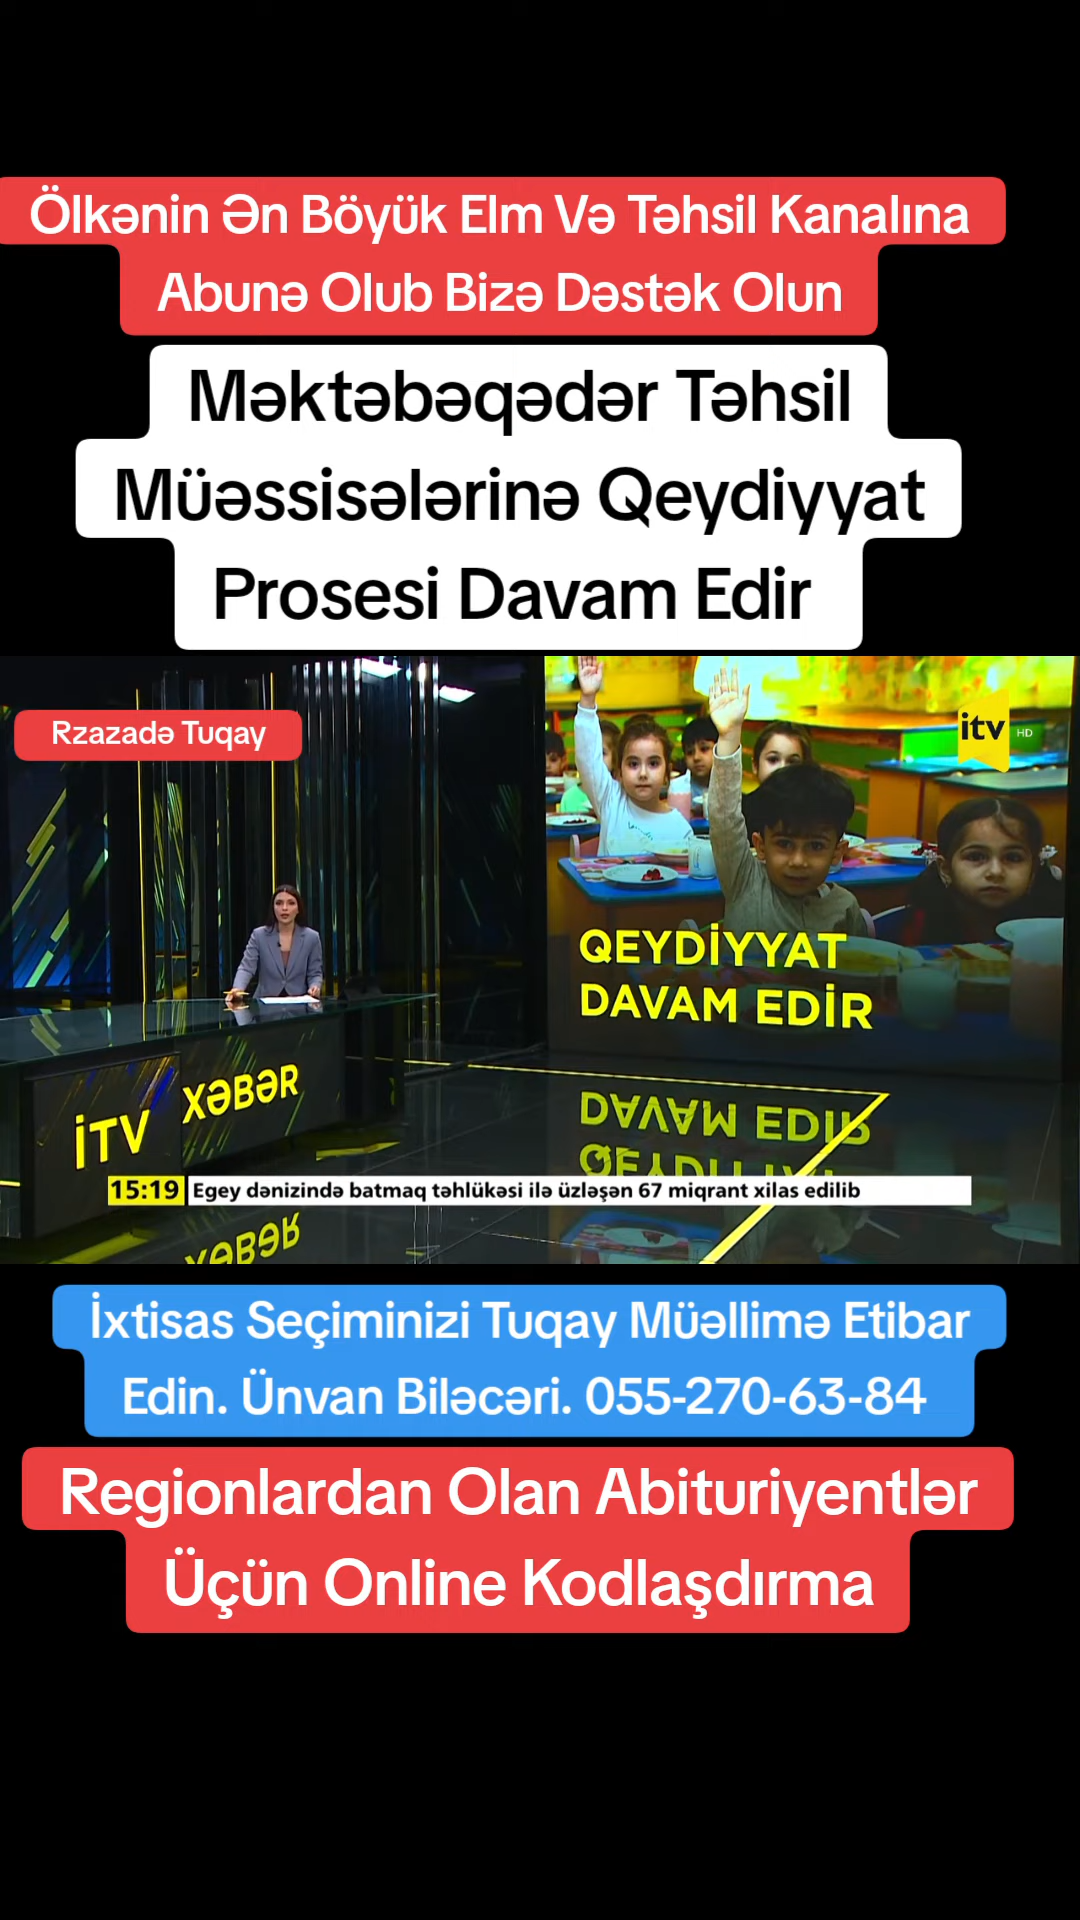 Ölkənin Ən Böyük Elm Və Təhsil Kanalına
Abunə Olub Bizə Dəstək Olun
Məktəbəqədər Təhsil
Müəssisələrinə Qeydiyyat
Prosesi Davam Edir
Rzazadə Tuqay
itv HD
QEYDİYYAT
DAVAM EDİR
İTV XƏBƏR
15:19 Egey dənizində batmaq təhlükəsi ilə üzləşən 67 miqrant xilas edilib
İxtisas Seçiminizi Tuqay Müəllimə Etibar
Edin. Ünvan Biləcəri. 055-270-63-84
Regionlardan Olan Abituriyentlər
Üçün Online Kodlaşdırma